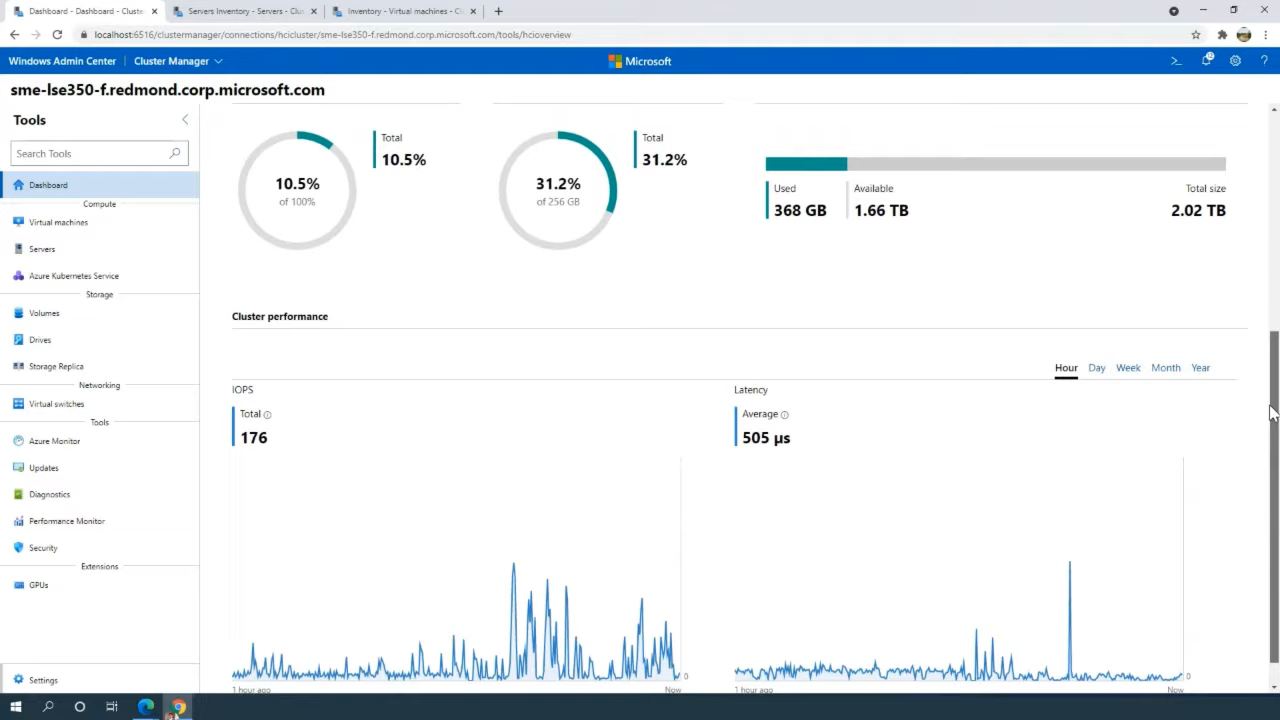 Dashboard - Dashboard - Cluste
Servers Inventory - Servers - Clus
Inventory - Virtual machines - Clu
localhost:6516/clustermanager/connections/hcicluster/sme-lse350-f.redmond.corp.microsoft.com/tools/hcioverview
Windows Admin Center Cluster Manager Microsoft
sme-lse350-f.redmond.corp.microsoft.com
Tools
Search Tools
Dashboard
Compute
Virtual machines
Servers
Azure Kubernetes Service
Storage
Volumes
Drives
Storage Replica
Networking
Virtual switches
Tools
Azure Monitor
Updates
Diagnostics
Performance Monitor
Security
Extensions
GPUs
Settings
10.5%
of 100%
Total
10.5%
31.2%
of 256 GB
Total
31.2%
Used
368 GB
Available
1.66 TB
Total size
2.02 TB
Cluster performance
Hour Day Week Month Year
IOPS
Total
176
0
1 hour ago Now
Latency
Average
505 µs
0
1 hour ago Now